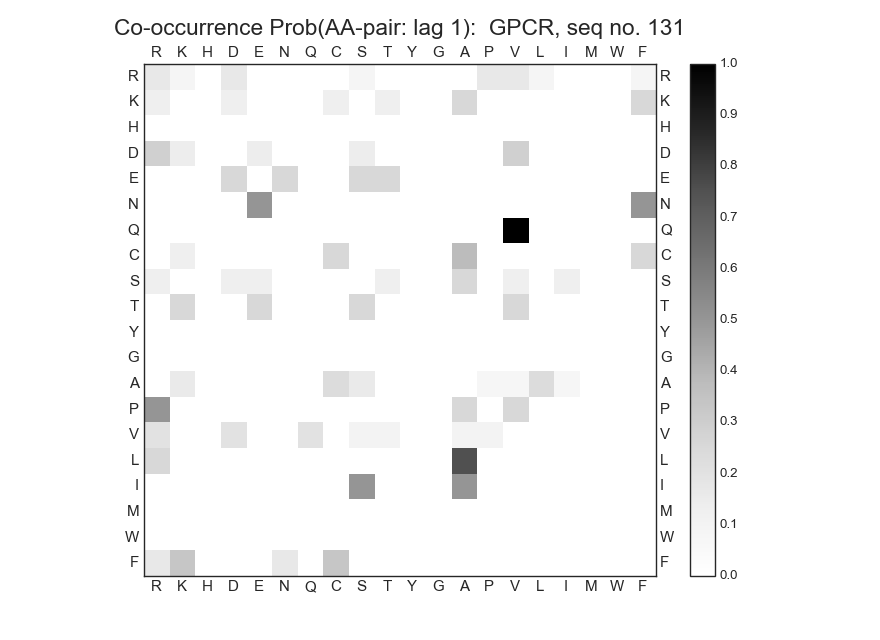 Co-occurrence Prob(AA-pair: lag 1):  GPCR, seq no. 131
R K H D E N Q C S T Y G A P V L I M W F
1.0
R R
0.9
K K
H H
0.8
D D
E E
0.7
N N
Q Q
0.6
C C
S S
0.5
T T
Y Y
0.4
G G
A A
0.3
P P
V V
0.2
L L
I I
0.1
M M
W W
F F
0.0
R K H D E N Q C S T Y G A P V L I M W F